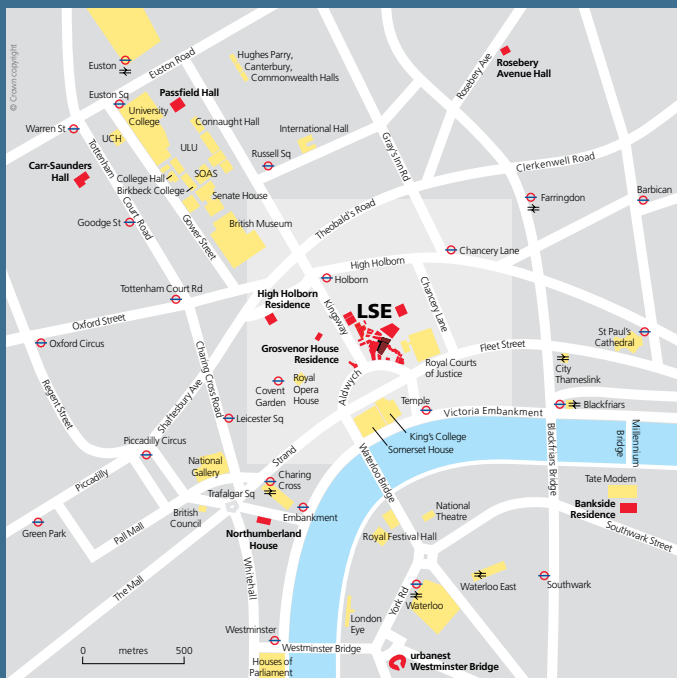 © Crown copyright
Euston
Euston Road
Hughes Parry,
Canterbury,
Commonwealth Halls
Rosebery Ave
Rosebery
Avenue Hall
Euston Sq
Passfield Hall
University
College
Warren St
UCH
Connaught Hall
ULU
International Hall
Gray's Inn Rd
Russell Sq
Clerkenwell Road
Carr-Saunders
Hall
Tottenham
Court Road
College Hall
Birkbeck College
SOAS
Senate House
Farringdon
Barbican
Goodge St
Gower Street
British Museum
Theobald's Road
Chancery Lane
High Holborn
Holborn
Tottenham Court Rd
High Holborn
Residence
Kingsway
LSE
Chancery Lane
Oxford Street
Oxford Circus
Grosvenor House
Residence
Fleet Street
St Paul's
Cathedral
Royal Courts
of Justice
City
Thameslink
Regent Street
Shaftesbury Ave
Charing Cross Road
Covent
Garden
Royal
Opera
House
Aldwych
Temple
Victoria Embankment
Blackfriars
Leicester Sq
King's College
Somerset House
Blackfriars Bridge
Millennium
Bridge
Piccadilly Circus
Strand
Waterloo Bridge
National
Gallery
Charing
Cross
Tate Modern
Piccadilly
Trafalgar Sq
Bankside
Residence
Green Park
Pall Mall
British
Council
Embankment
Northumberland
House
National
Theatre
Royal Festival Hall
Southwark Street
The Mall
Whitehall
York Rd
Waterloo
Waterloo East
Southwark
London
Eye
Westminster
Westminster Bridge
0 metres 500
Houses of
Parliament
urbanest
Westminster Bridge